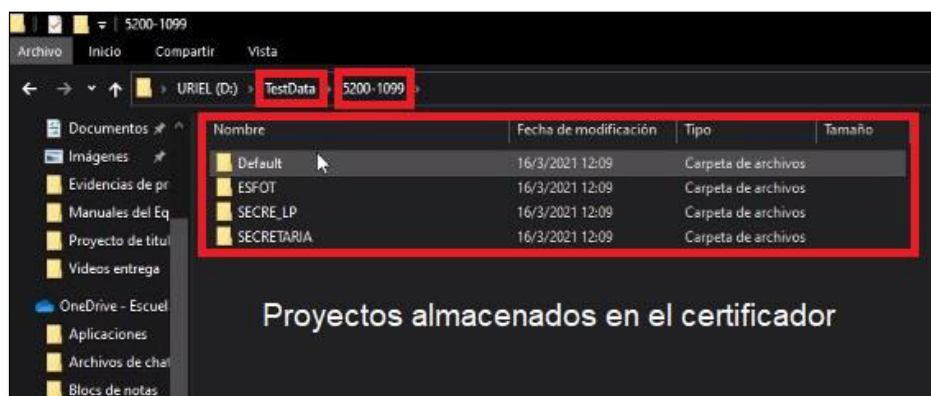 5200-1099
Archivo Inicio Compartir Vista
URIEL (D:) > TestData > 5200-1099 >
Documentos
Imágenes
Evidencias de pr
Manuales del Eq
Proyecto de titul
Videos entrega
OneDrive - Escuel
Aplicaciones
Archivos de chat
Blocs de notas
Nombre Fecha de modificación Tipo Tamaño
Default 16/3/2021 12:09 Carpeta de archivos
ESFOT 16/3/2021 12:09 Carpeta de archivos
SECRE_LP 16/3/2021 12:09 Carpeta de archivos
SECRETARIA 16/3/2021 12:09 Carpeta de archivos
Proyectos almacenados en el certificador